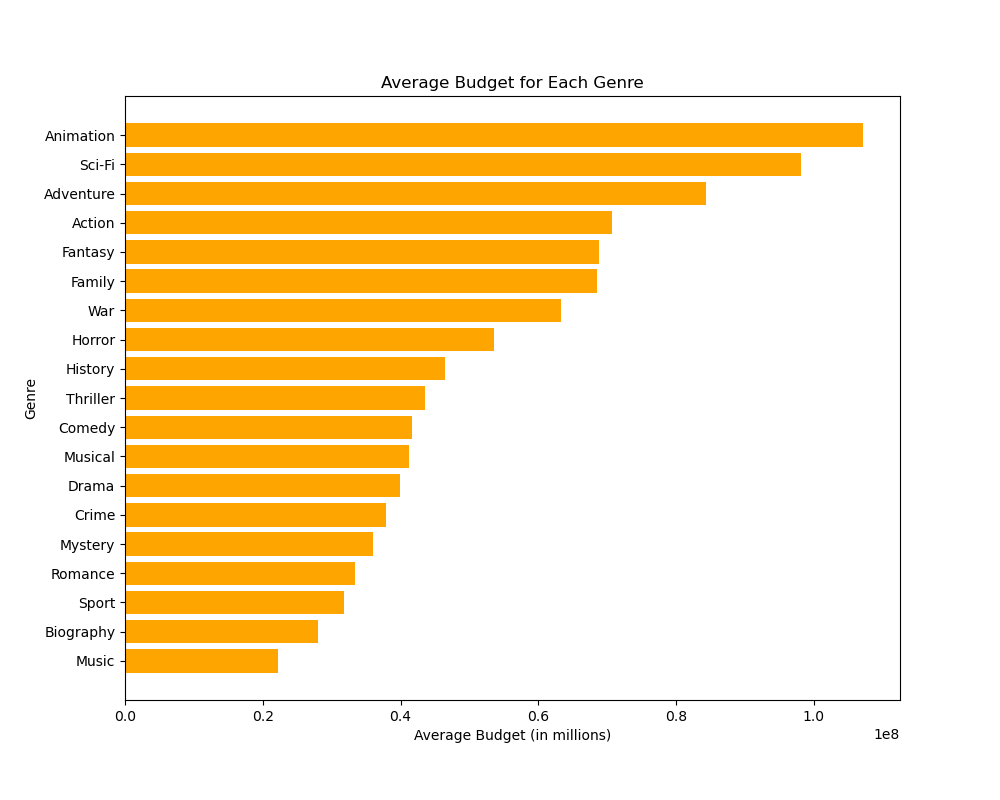 Average Budget for Each Genre
Genre
Animation
Sci-Fi
Adventure
Action
Fantasy
Family
War
Horror
History
Thriller
Comedy
Musical
Drama
Crime
Mystery
Romance
Sport
Biography
Music
0.0 0.2 0.4 0.6 0.8 1.0
Average Budget (in millions)
1e8